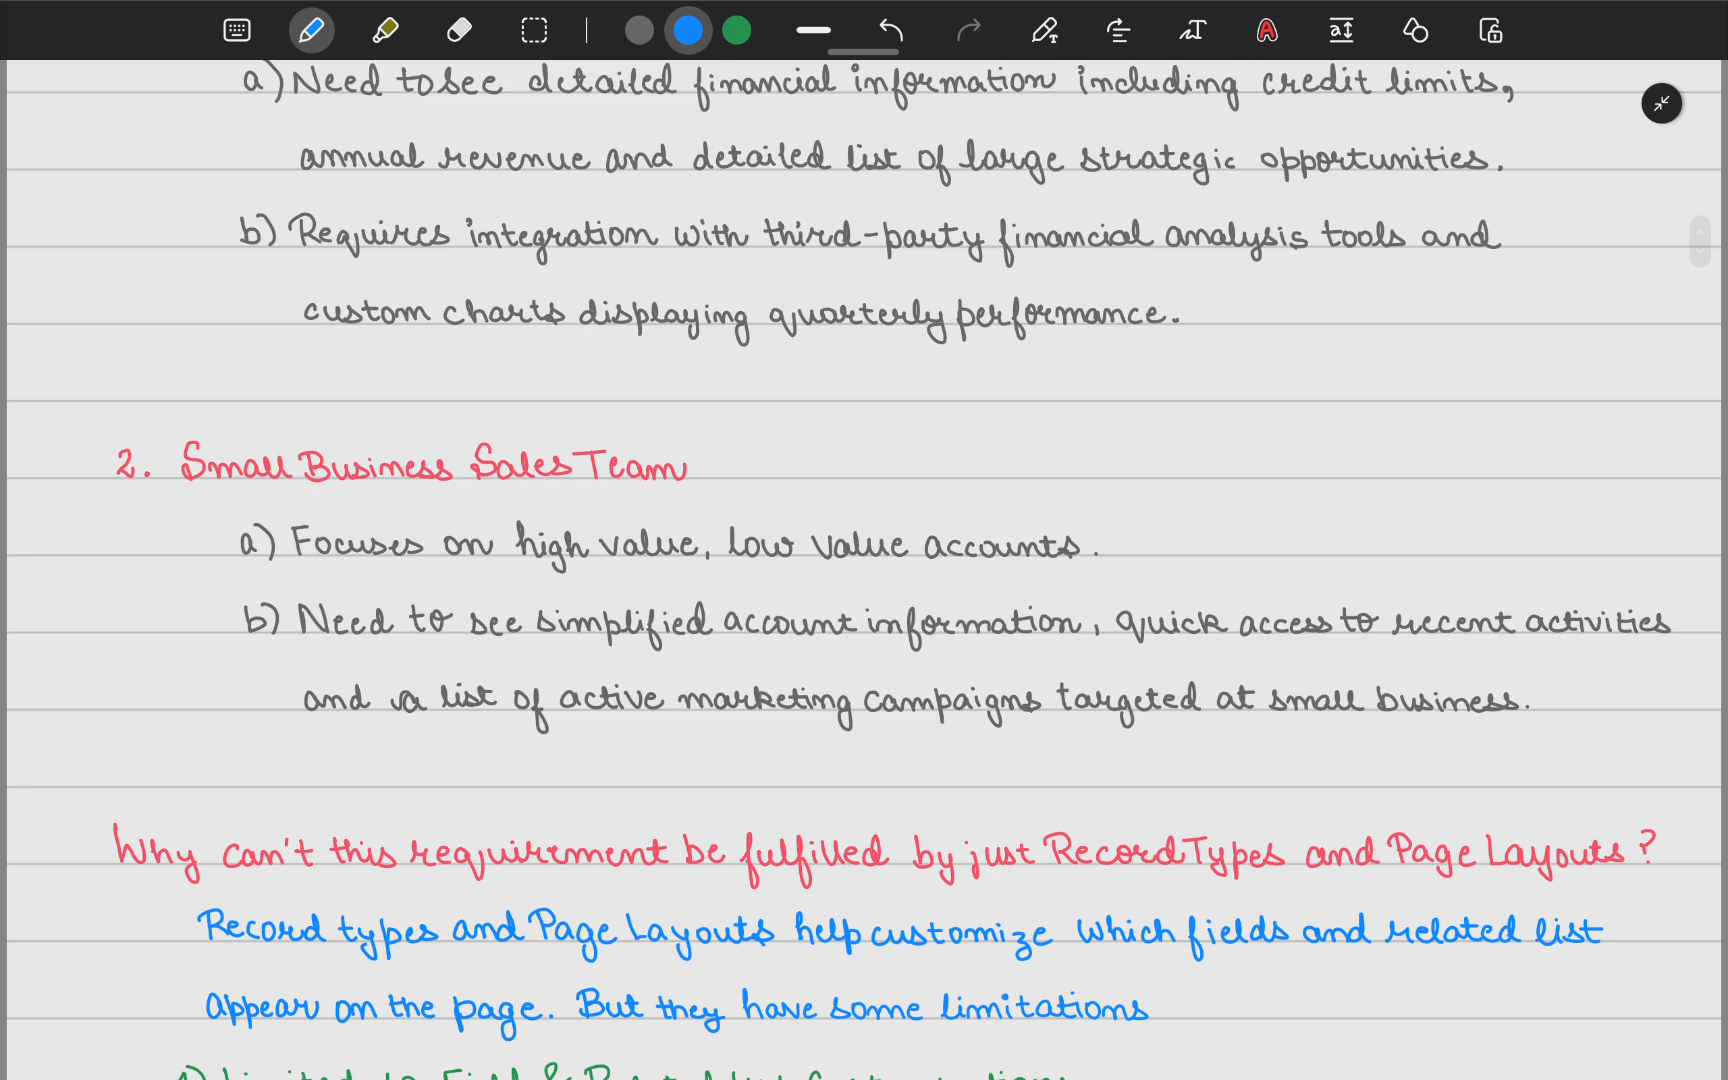 a) Need to see detailed financial information including credit limits,
annual revenue and detailed list of large strategic opportunities.
b) Requires integration with third-party financial analysis tools and
custom charts displaying quarterly performance.
2. Small Business Sales Team
a) Focuses on high value, low value accounts.
b) Need to see simplified account information, quick access to recent activities
and a list of active marketing campaigns targeted at small business.
Why can't this requirement be fulfilled by just Record Types and Page Layouts?
Record types and Page Layouts help customize which fields and related list
appear on the page. But they have some limitations
Limited to Field &